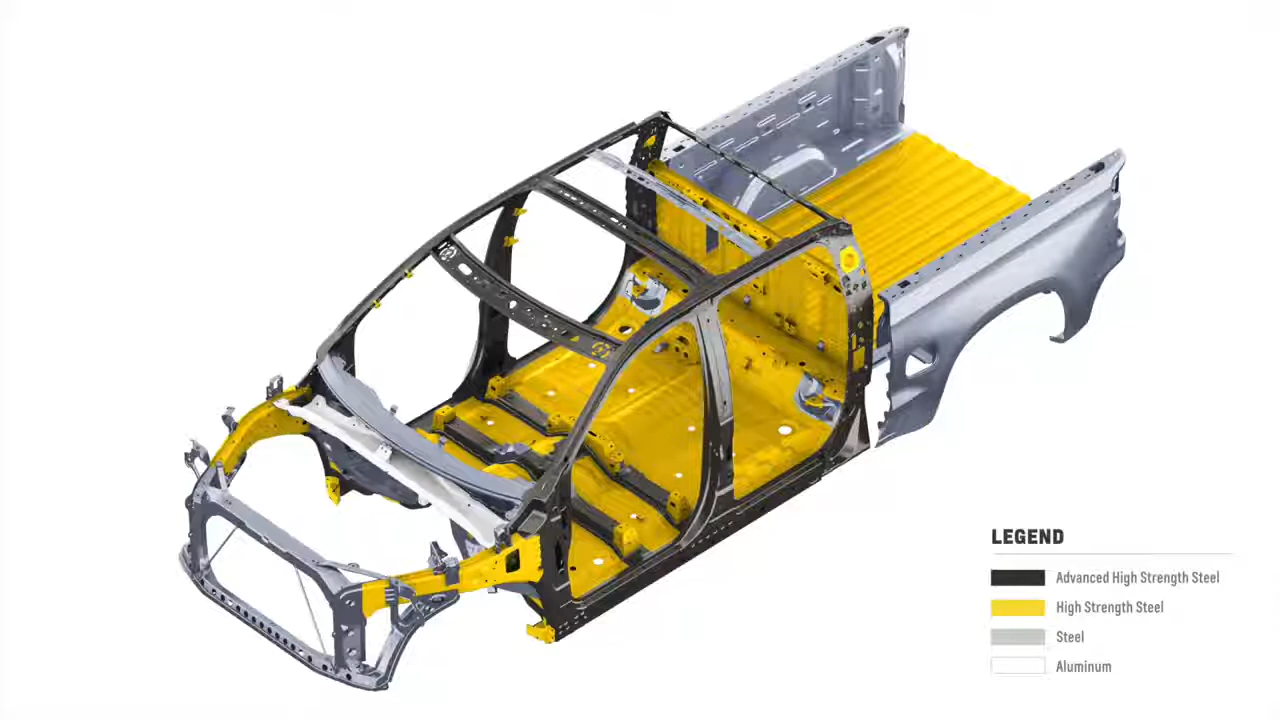 LEGEND
Advanced High Strength Steel
High Strength Steel
Steel
Aluminum